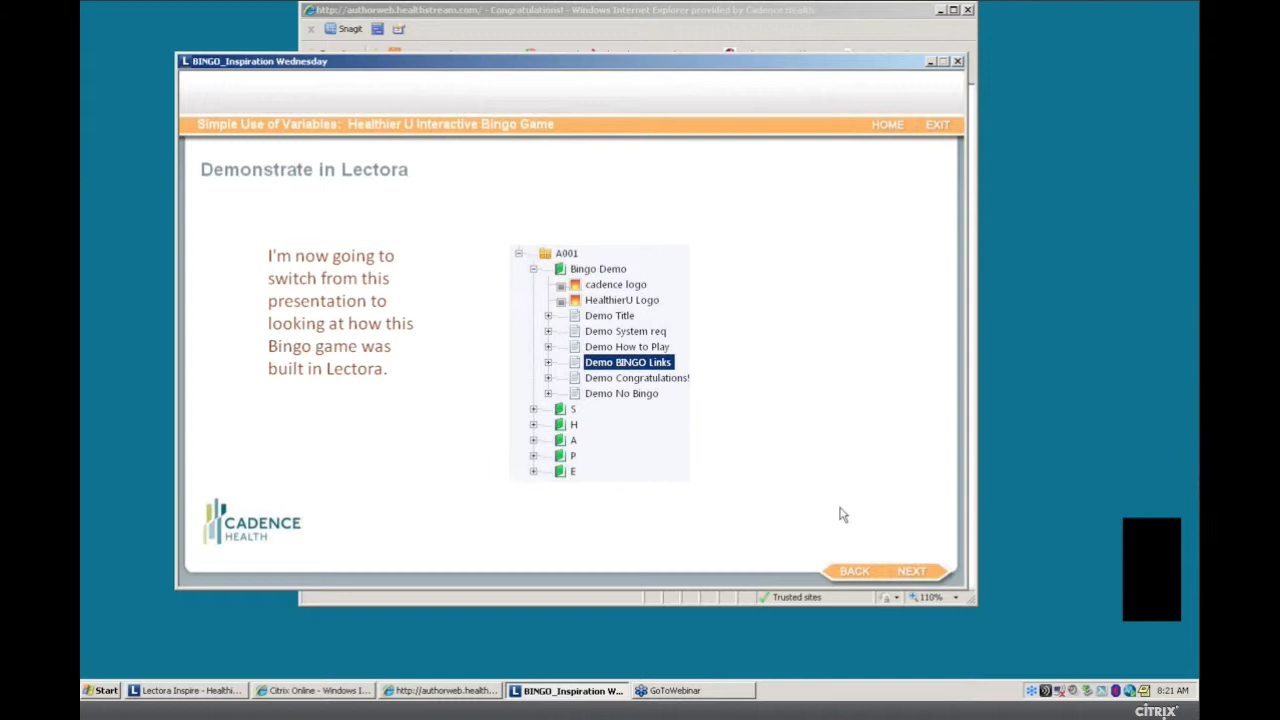 http://authorweb.healthstream.com/ - Congratulations! - Windows Internet Explorer provided by Cadence Health
x Snagit
BINGO_Inspiration Wednesday
Simple Use of Variables: Healthier U Interactive Bingo Game
HOME EXIT
Demonstrate in Lectora
I'm now going to
switch from this
presentation to
looking at how this
Bingo game was
built in Lectora.
A001
Bingo Demo
cadence logo
HealthierU Logo
Demo Title
Demo System req
Demo How to Play
Demo BINGO Links
Demo Congratulations!
Demo No Bingo
S
H
A
P
E
CADENCE
HEALTH
BACK NEXT
Trusted sites
110%
Start
Lectora Inspire - Healthi...
Citrix Online - Windows I...
http://authorweb.health...
BINGO_Inspiration W...
GoToWebinar
8:21 AM
CITRIX